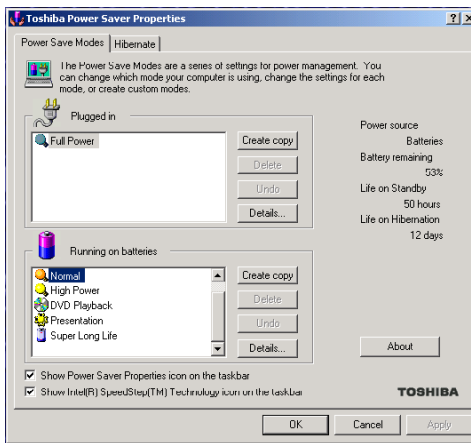 Toshiba Power Saver Properties
Power Save Modes
Hibernate
The Power Save Modes are a series of settings for power management. You
can change which mode your computer is using, change the settings for each
mode, or create custom modes.
Plugged in
Full Power
Create copy
Delete
Undo
Details...
Power source
Batteries
Battery remaining
53%
Life on Standby
50 hours
Life on Hibernation
12 days
Running on batteries
Normal
High Power
DVD Playback
Presentation
Super Long Life
Create copy
Delete
Undo
Details...
About
Show Power Saver Properties icon on the taskbar
Show Intel(R) SpeedStep(TM) Technology icon on the taskbar
TOSHIBA
OK
Cancel
Apply